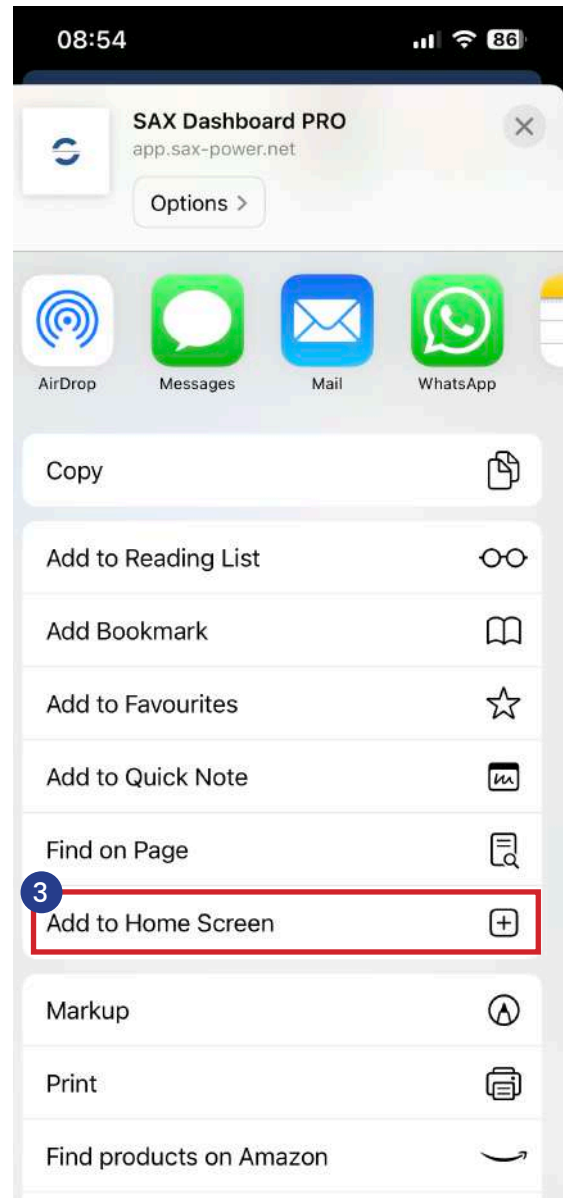 08:54
86
SAX Dashboard PRO
app.sax-power.net
Options
AirDrop
Messages
Mail
WhatsApp
Copy
Add to Reading List
Add Bookmark
Add to Favourites
Add to Quick Note
Find on Page
3
Add to Home Screen
Markup
Print
Find products on Amazon